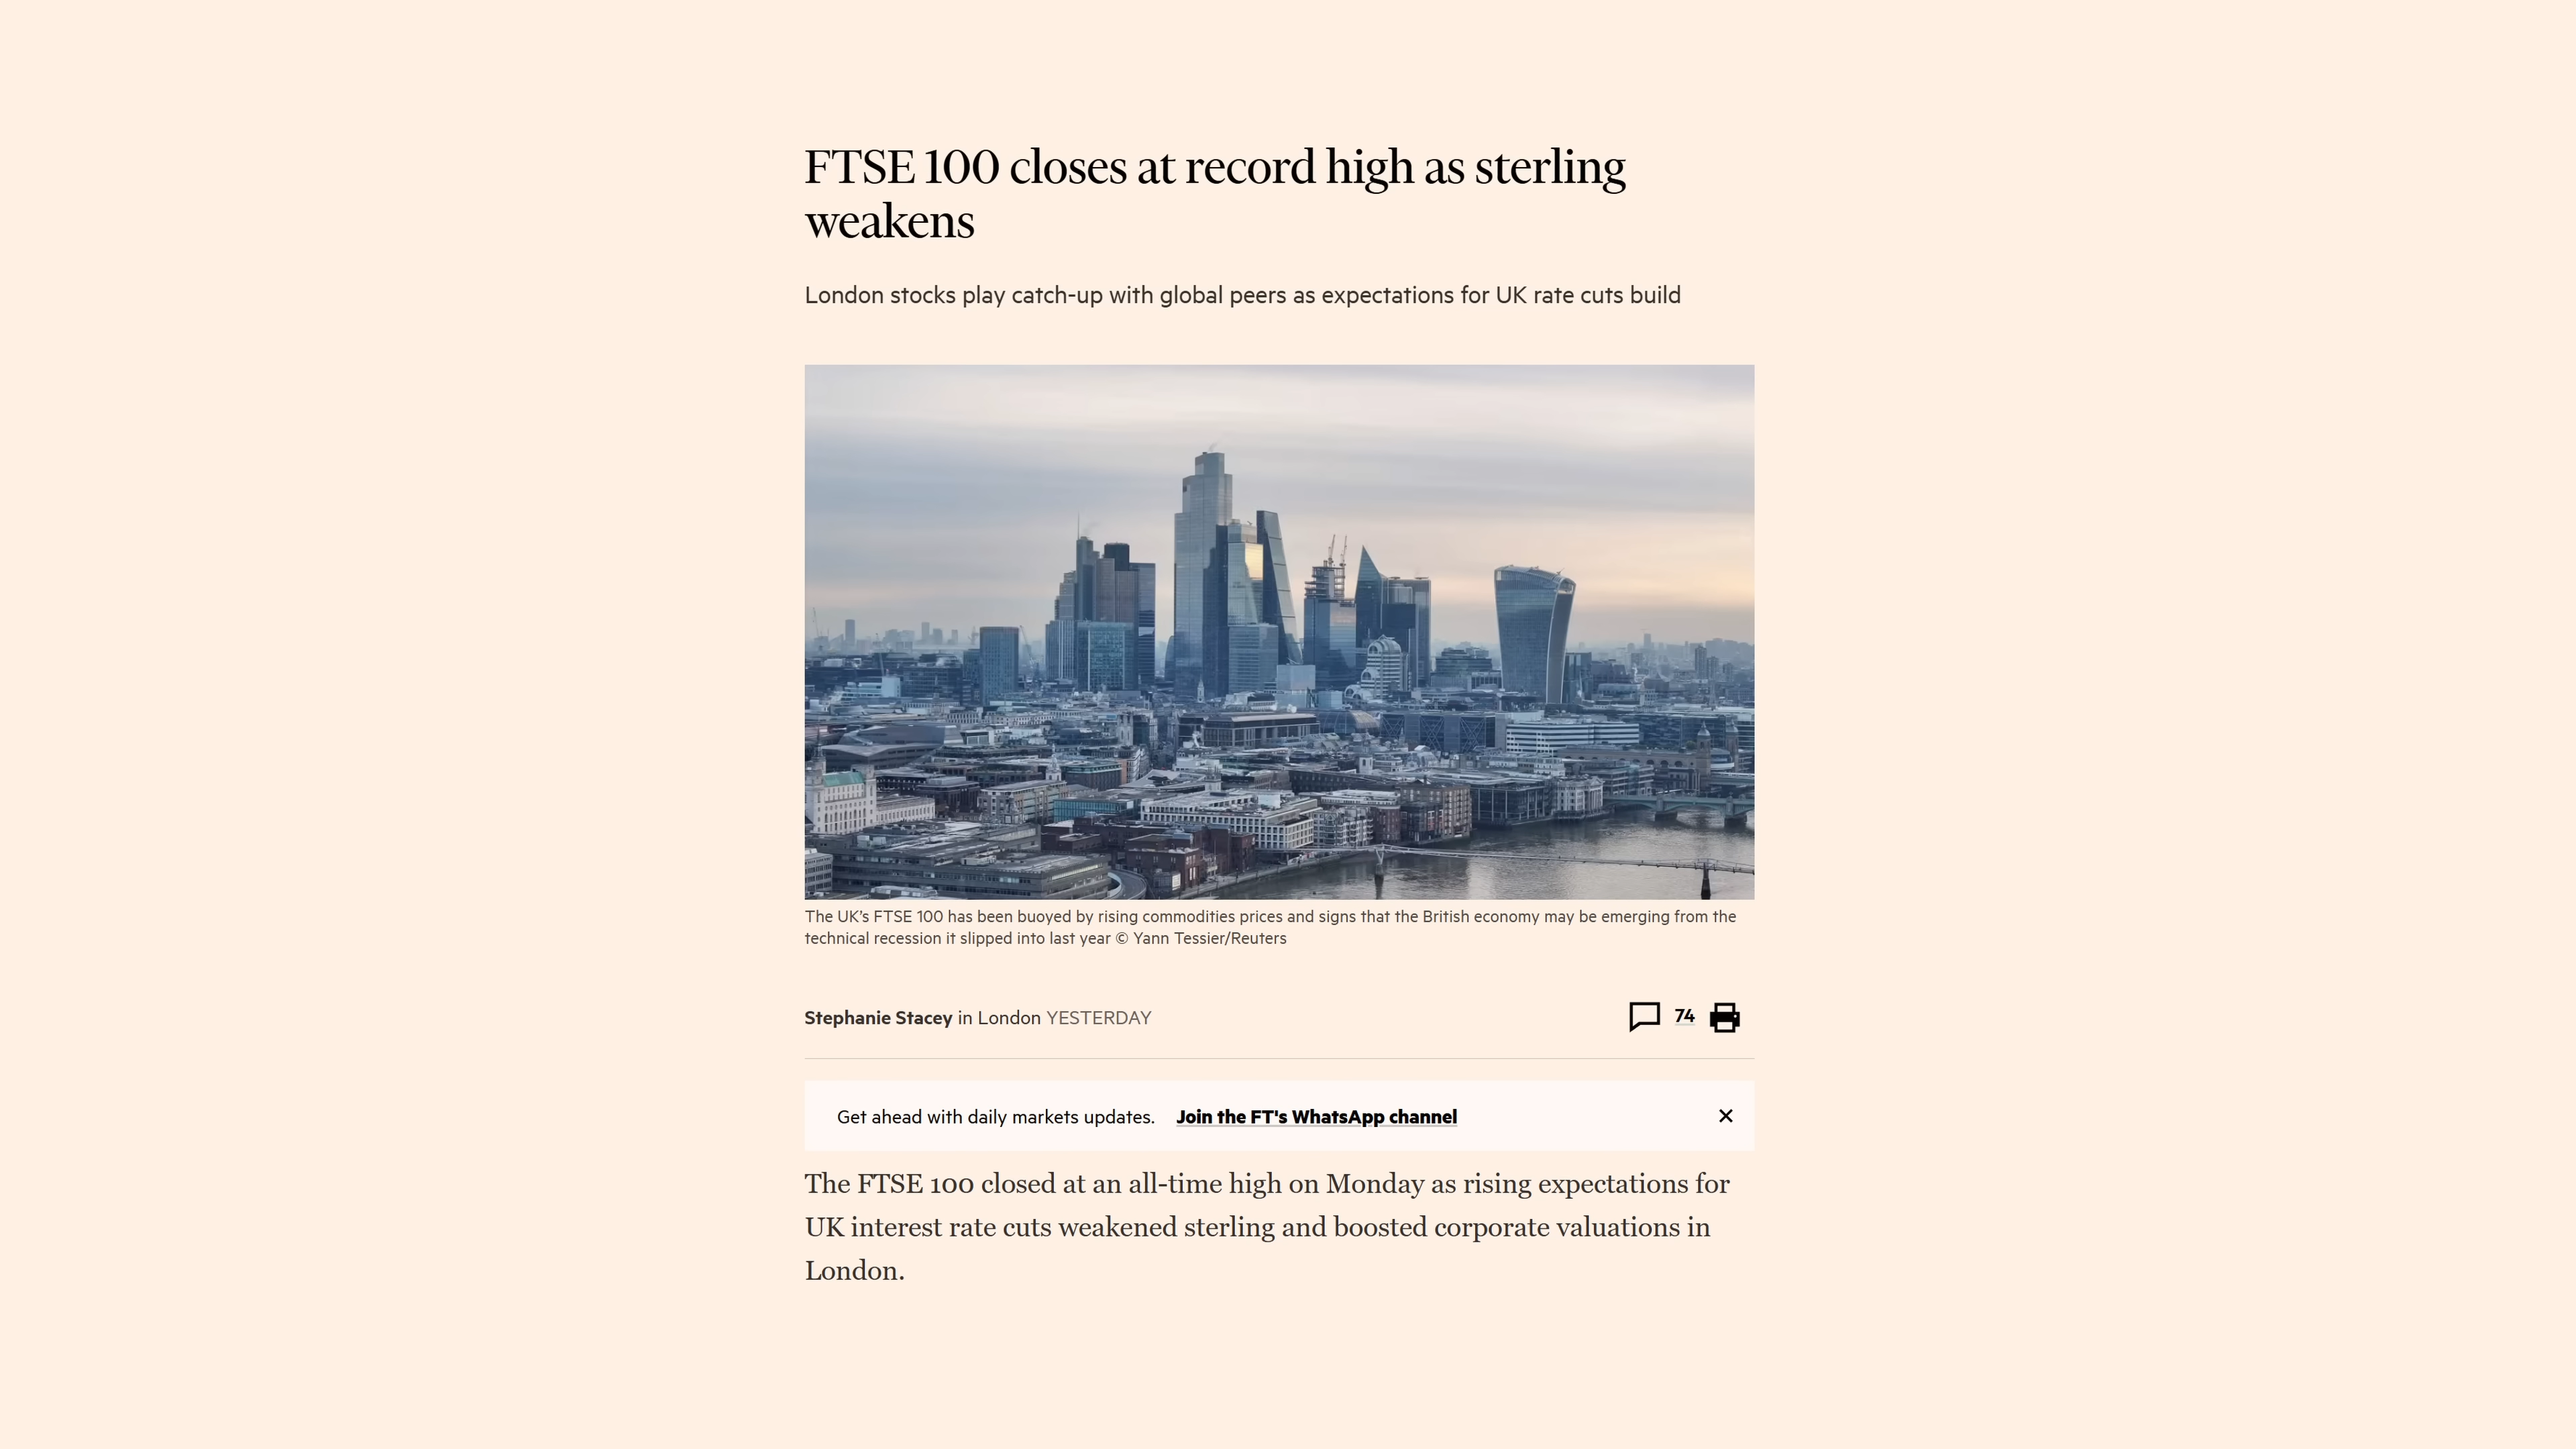 FTSE 100 closes at record high as sterling
weakens
London stocks play catch-up with global peers as expectations for UK rate cuts build
The UK’s FTSE 100 has been buoyed by rising commodities prices and signs that the British economy may be emerging from the
technical recession it slipped into last year © Yann Tessier/Reuters
Stephanie Stacey in London YESTERDAY
74
Get ahead with daily markets updates. Join the FT's WhatsApp channel
The FTSE 100 closed at an all-time high on Monday as rising expectations for
UK interest rate cuts weakened sterling and boosted corporate valuations in
London.